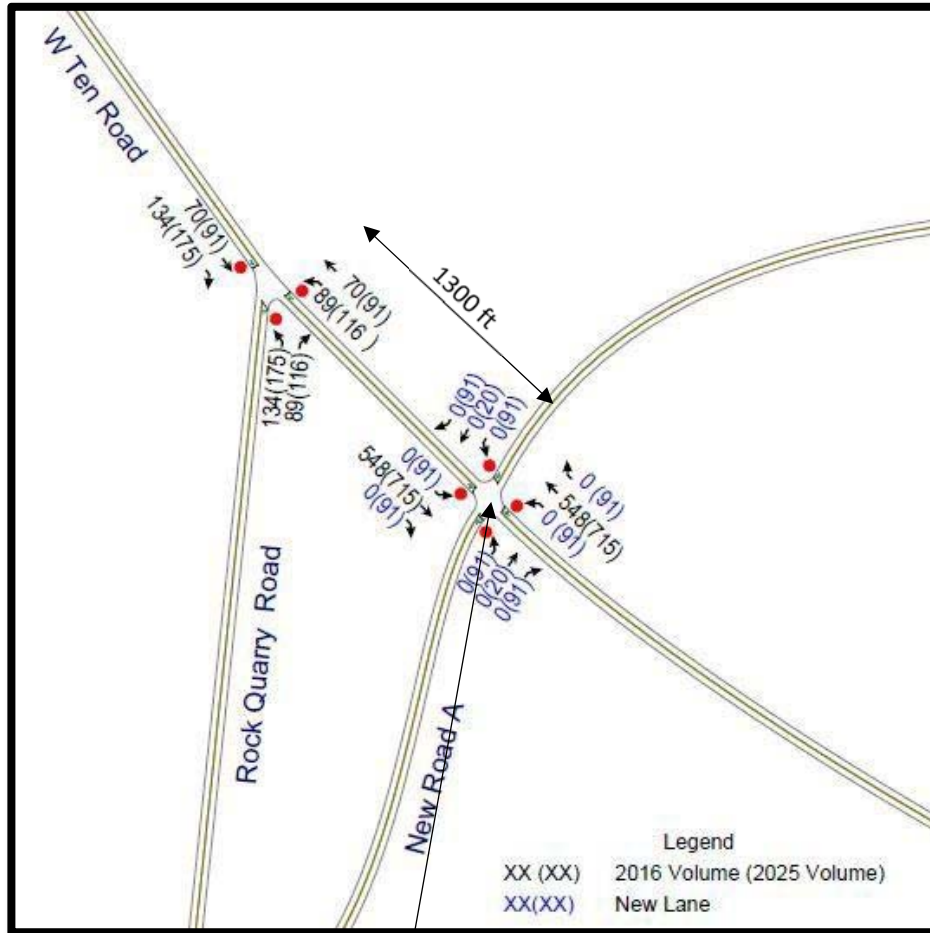 W Ten Road
70(91)
134(175)
70(91)
89(116 )
134(175)
89(116)
1300 ft
0(91)
0(20)
0(91)
0(91)
548(715)
0(91)
0 (91)
548(715)
0 (91)
0(91)
0(20)
0(91)
Rock Quarry Road
New Road A
Legend
XX (XX) 2016 Volume (2025 Volume)
XX(XX) New Lane